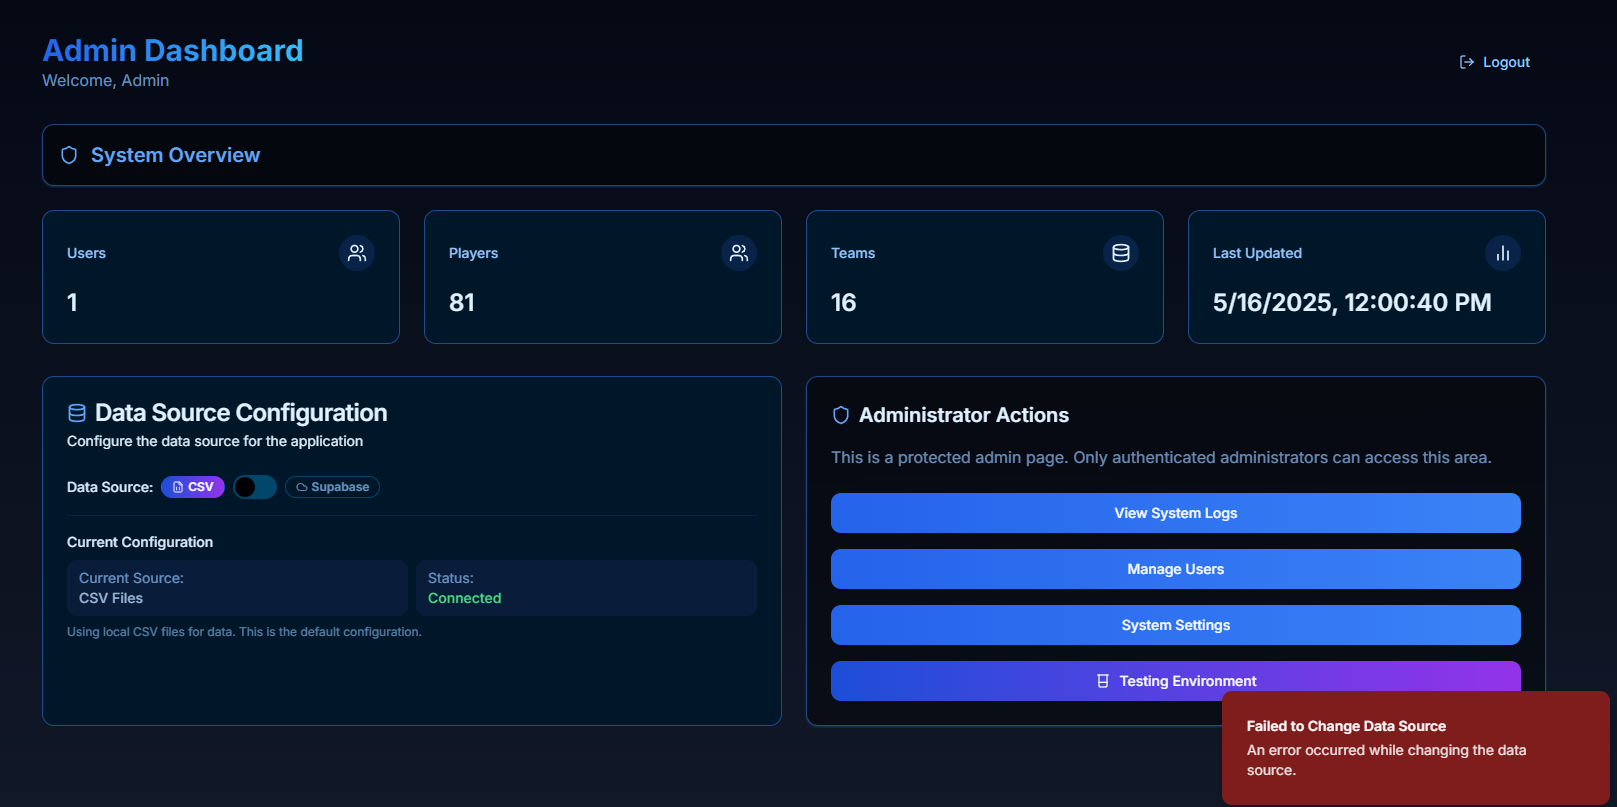 Admin Dashboard
Welcome, Admin
Logout
System Overview
Users
1
Players
81
Teams
16
Last Updated
5/16/2025, 12:00:40 PM
Data Source Configuration
Configure the data source for the application
Data Source: CSV Supabase
Current Configuration
Current Source:
CSV Files
Status:
Connected
Using local CSV files for data. This is the default configuration.
Administrator Actions
This is a protected admin page. Only authenticated administrators can access this area.
View System Logs
Manage Users
System Settings
Testing Environment
Failed to Change Data Source
An error occurred while changing the data
source.